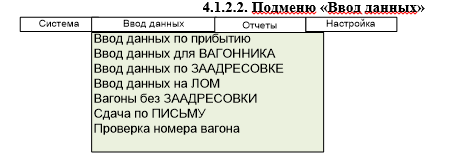 4.1.2.2. Подменю «Ввод данных»
Система Ввод данных Отчеты Настройка
Ввод данных по прибытию
Ввод данных для ВАГОННИКА
Ввод данных по ЗААДРЕСОВКЕ
Ввод данных на ЛОМ
Вагоны без ЗААДРЕСОВКИ
Сдача по ПИСЬМУ
Проверка номера вагона